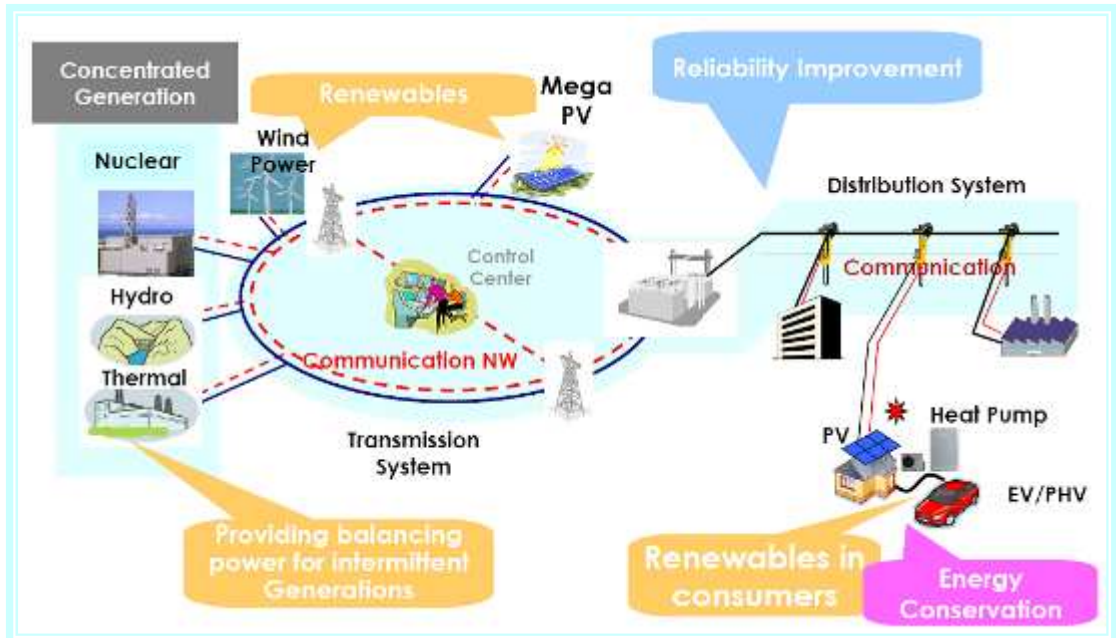 Concentrated
Generation
Renewables
Mega
PV
Reliability Improvement
Wind
Power
Nuclear
Distribution System
Control
Center
Communication
Hydro
Communication NW
Thermal
Transmission
System
PV
Heat Pump
EV/PHV
Providing balancing
power for intermittent
Generations
Renewables in
consumers
Energy
Conservation